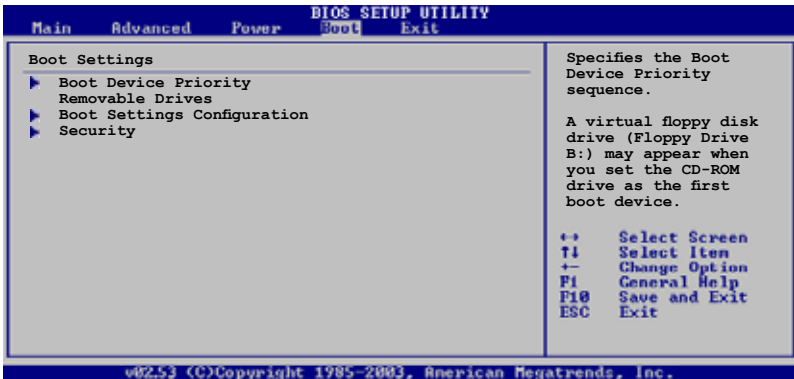 BIOS SETUP UTILITY
Main Advanced Power Boot Exit
Boot Settings
Boot Device Priority
Removable Drives
Boot Settings Configuration
Security
Specifies the Boot
Device Priority
sequence.
A virtual floppy disk
drive (Floppy Drive
B:) may appear when
you set the CD-ROM
drive as the first
boot device.
↔ Select Screen
↑↓ Select Item
+- Change Option
F1 General Help
F10 Save and Exit
ESC Exit
v02.53 (C)Copyright 1985-2003, American Megatrends, Inc.